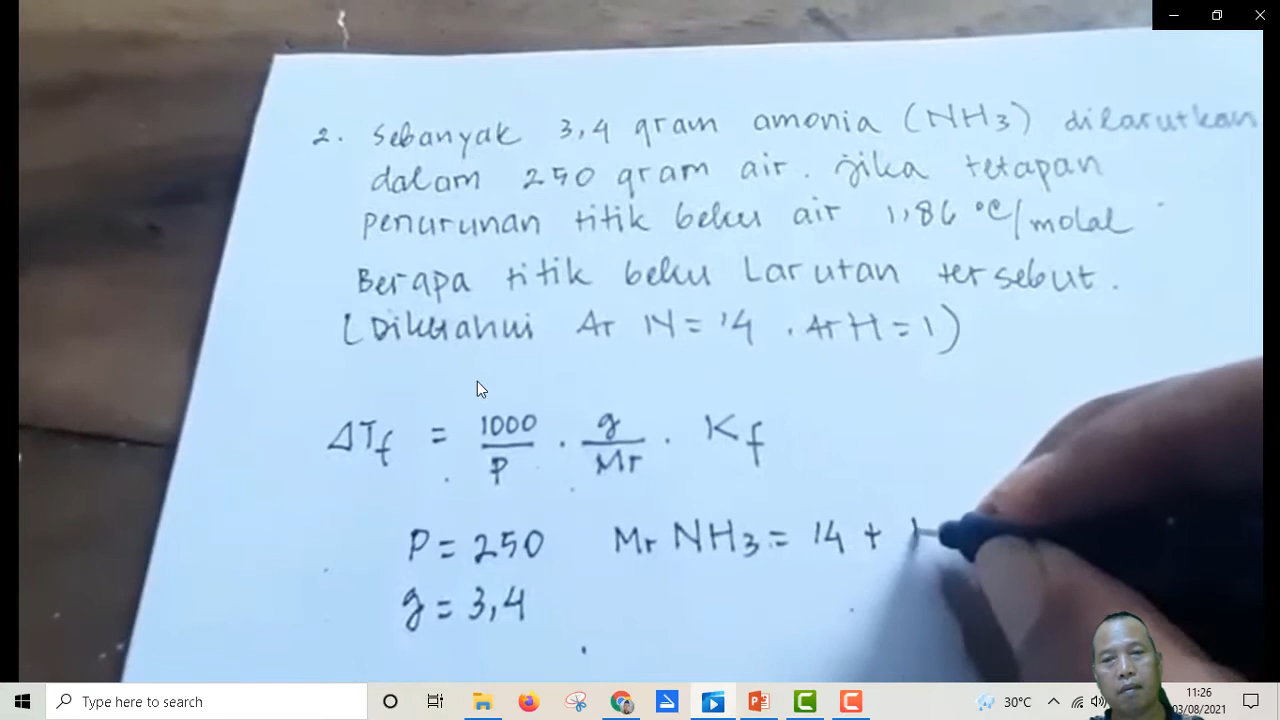 2. Sebanyak 3,4 gram amonia (NH3) dilarutkan
dalam 250 gram air. jika tetapan
penurunan titik beku air 1,86 °C/molal
Berapa titik beku Larutan tersebut.
(Diketahui Ar N = 14 . Ar H = 1)
ΔTf = 1000/P . g/Mr . Kf
P = 250 Mr NH3 = 14 + 1
g = 3,4
Type here to search
30°C
11:26
03/08/2021